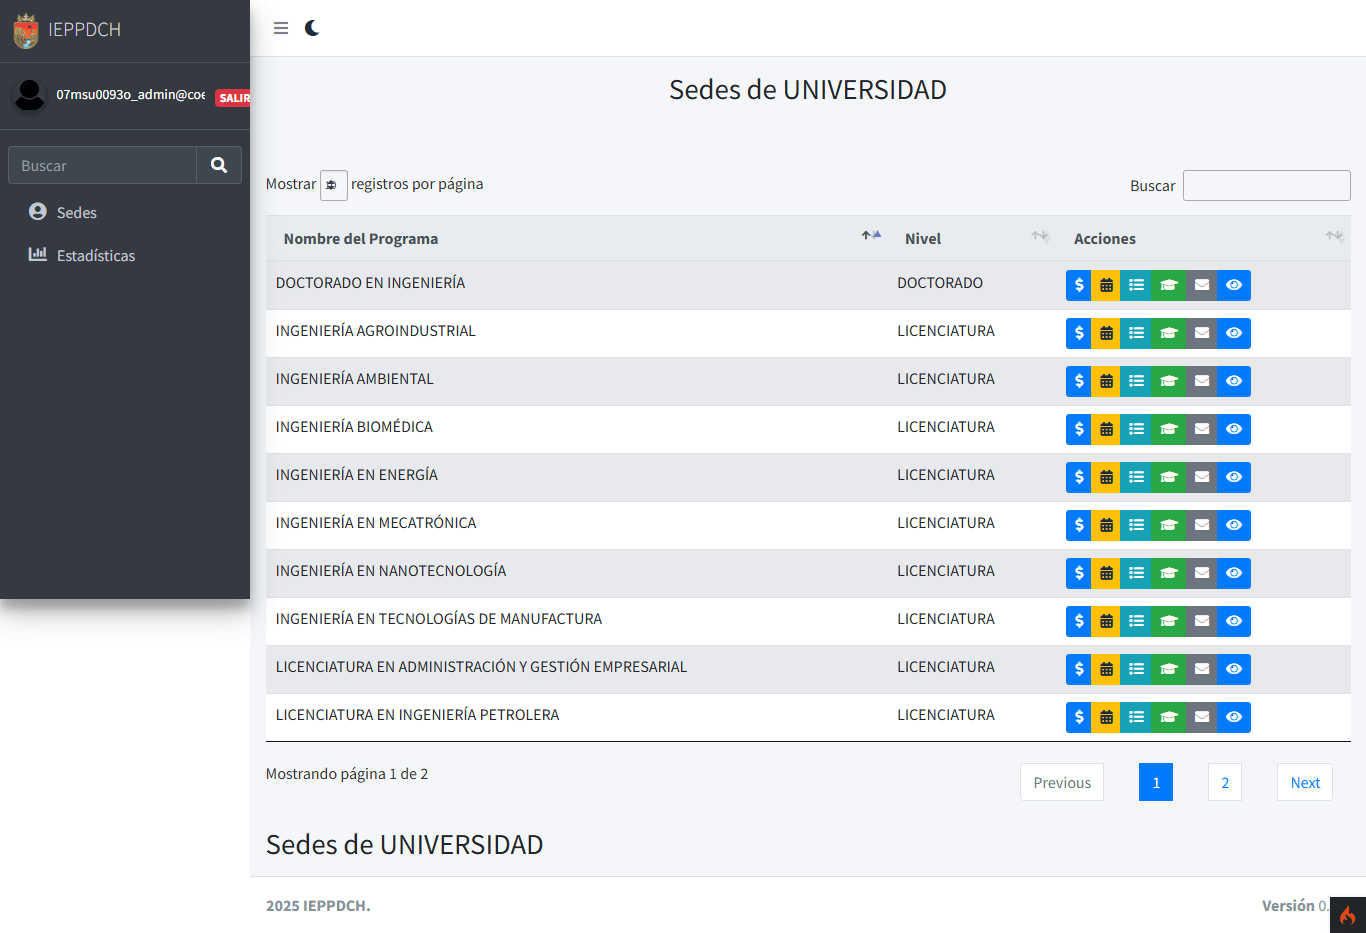 IEPPDCH
07msu0093o_admin@coe
SALIR
Buscar
Sedes
Estadísticas
Sedes de UNIVERSIDAD
Mostrar registros por página
Buscar
Nombre del Programa Nivel Acciones
DOCTORADO EN INGENIERÍA DOCTORADO
INGENIERÍA AGROINDUSTRIAL LICENCIATURA
INGENIERÍA AMBIENTAL LICENCIATURA
INGENIERÍA BIOMÉDICA LICENCIATURA
INGENIERÍA EN ENERGÍA LICENCIATURA
INGENIERÍA EN MECATRÓNICA LICENCIATURA
INGENIERÍA EN NANOTECNOLOGÍA LICENCIATURA
INGENIERÍA EN TECNOLOGÍAS DE MANUFACTURA LICENCIATURA
LICENCIATURA EN ADMINISTRACIÓN Y GESTIÓN EMPRESARIAL LICENCIATURA
LICENCIATURA EN INGENIERÍA PETROLERA LICENCIATURA
Mostrando página 1 de 2
Previous 1 2 Next
Sedes de UNIVERSIDAD
2025 IEPPDCH.
Versión 0.